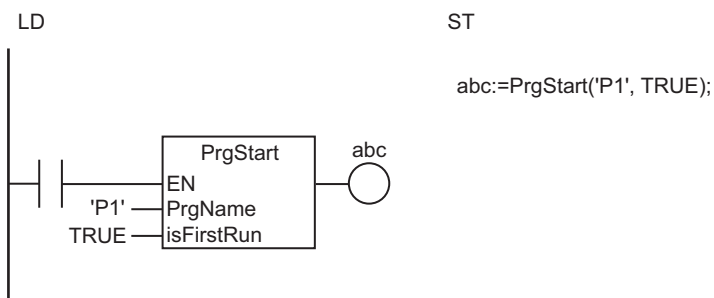 LD
ST
abc:=PrgStart('P1', TRUE);
PrgStart
abc
EN
'P1'
PrgName
TRUE
isFirstRun